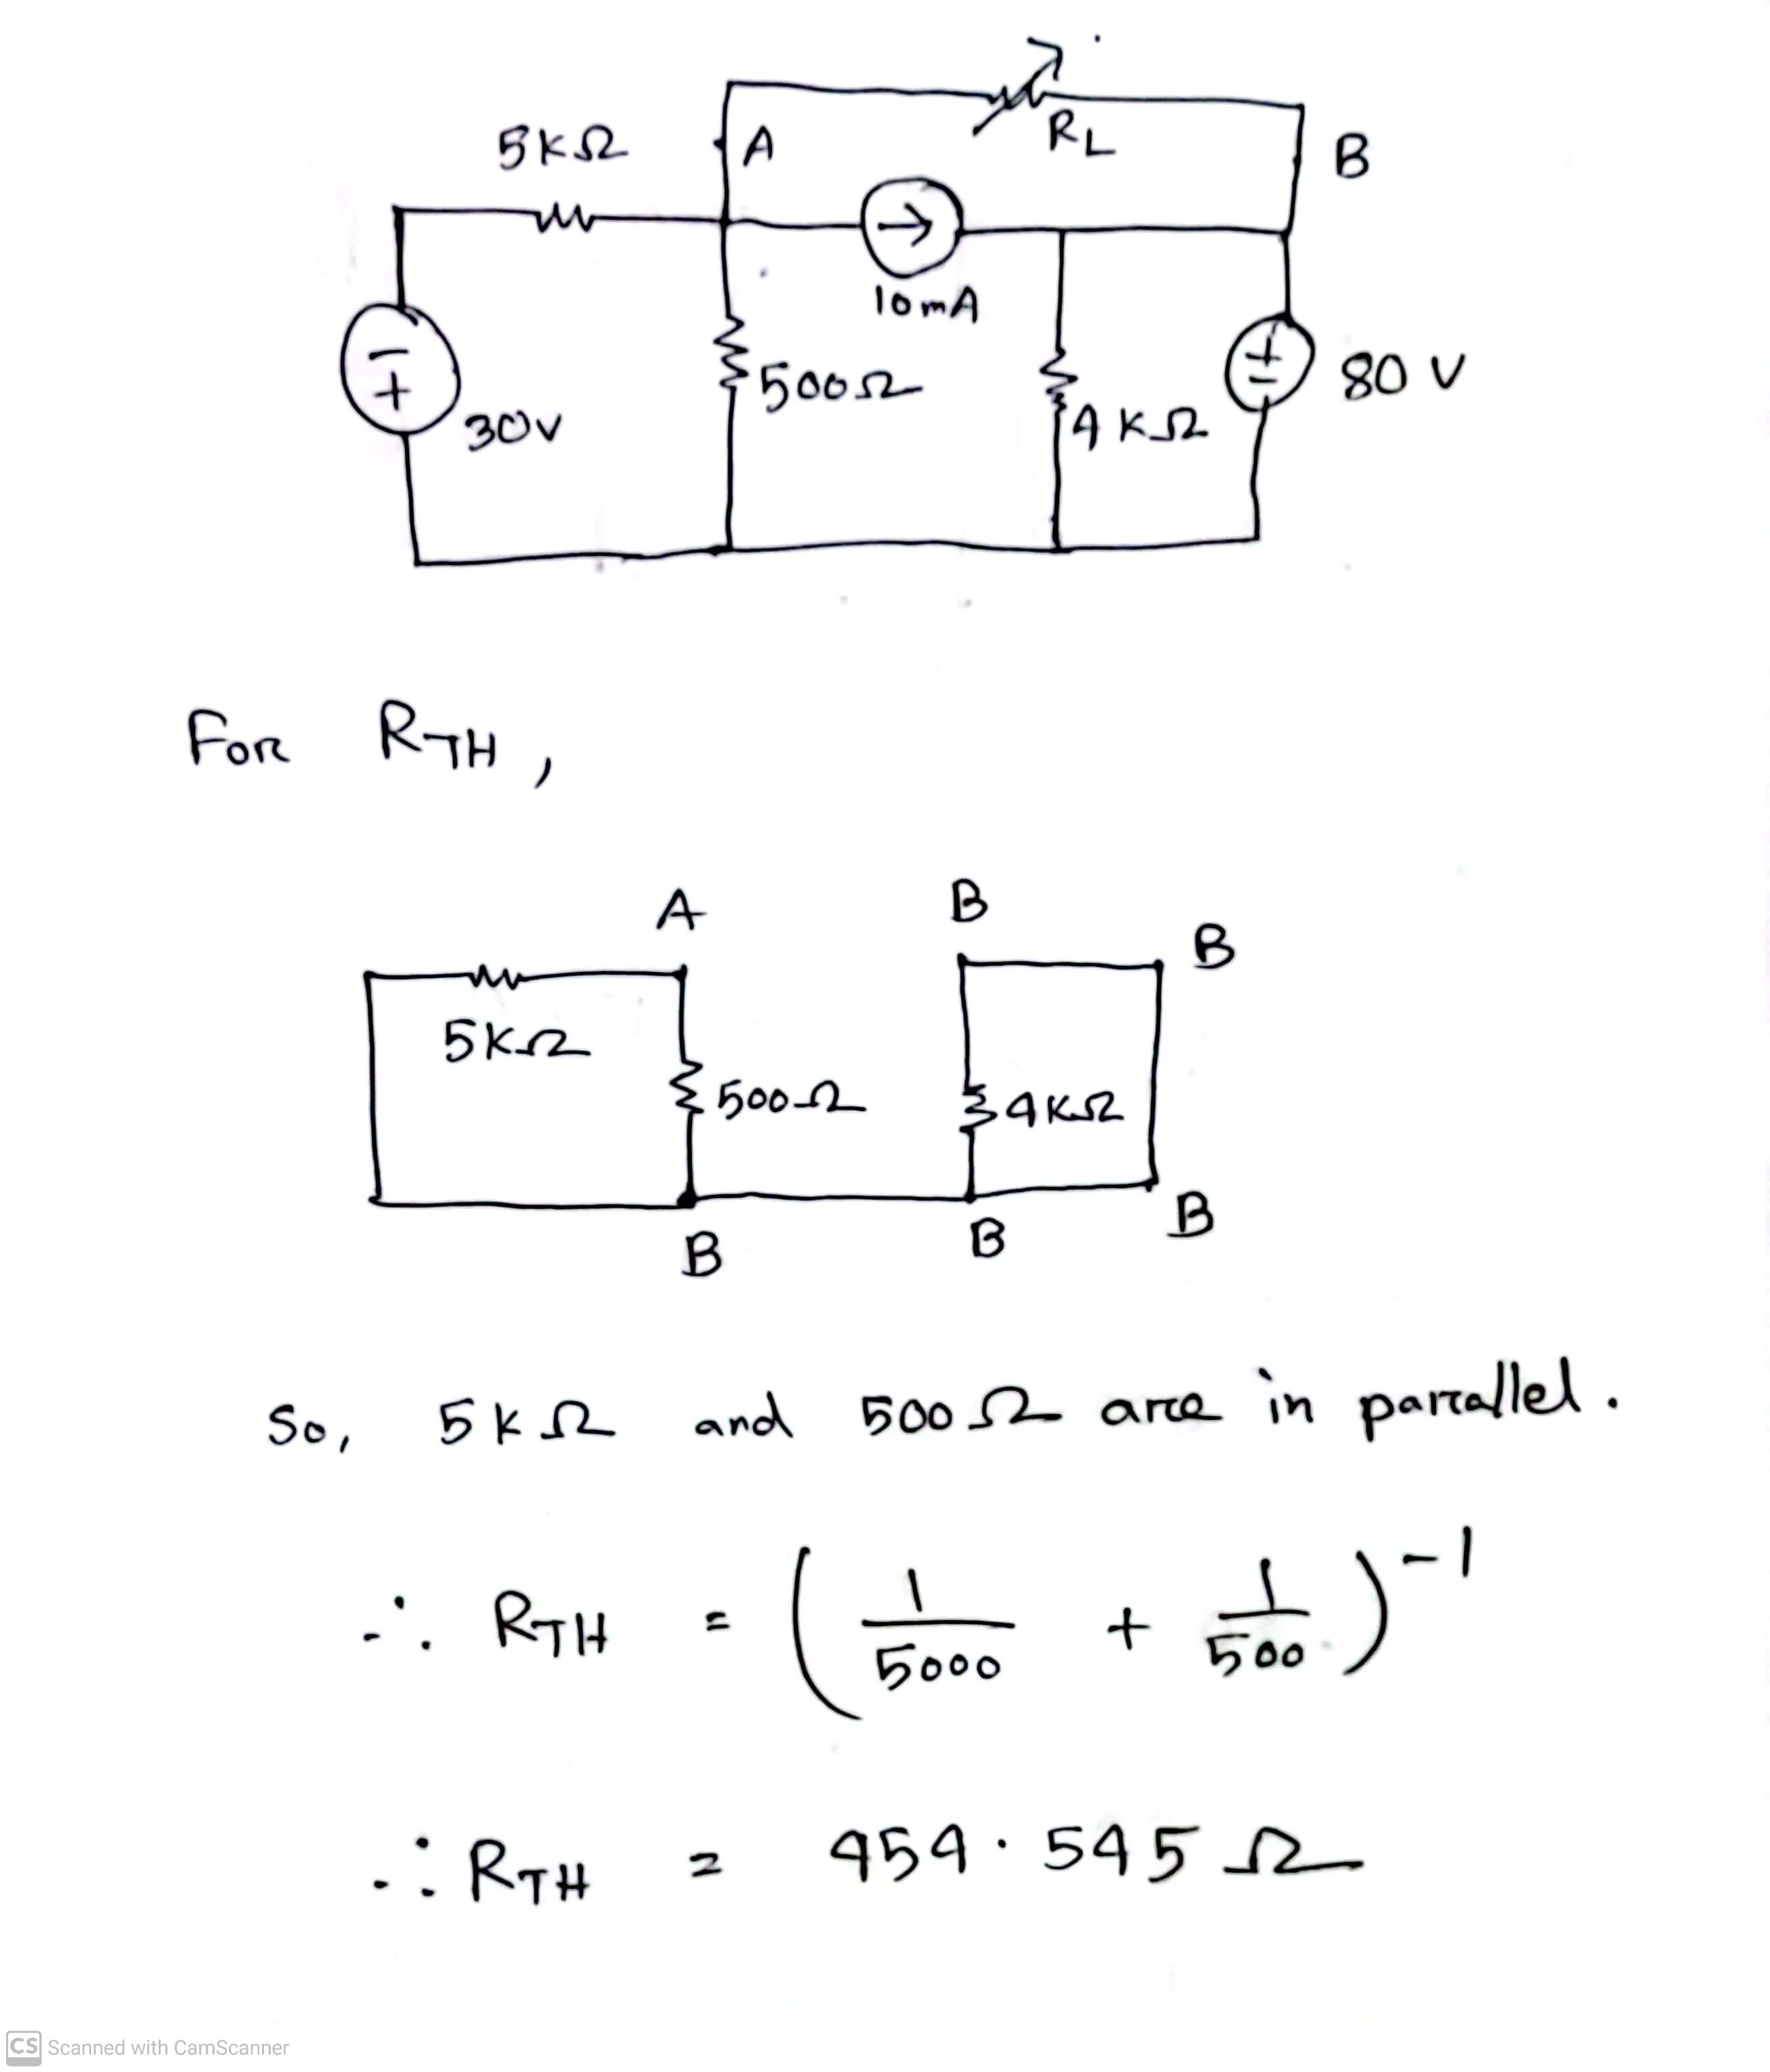 5KΩ
A
RL
B
10mA
- +
30V
500Ω
4KΩ
+ -
80 V
For RTH,
A
B
B
5KΩ
500Ω
4KΩ
B
B
B
So, 5KΩ and 500Ω are in parallel.
∴ RTH = (1/5000 + 1/500)^-1
∴ RTH = 454.545 Ω
CS Scanned with CamScanner